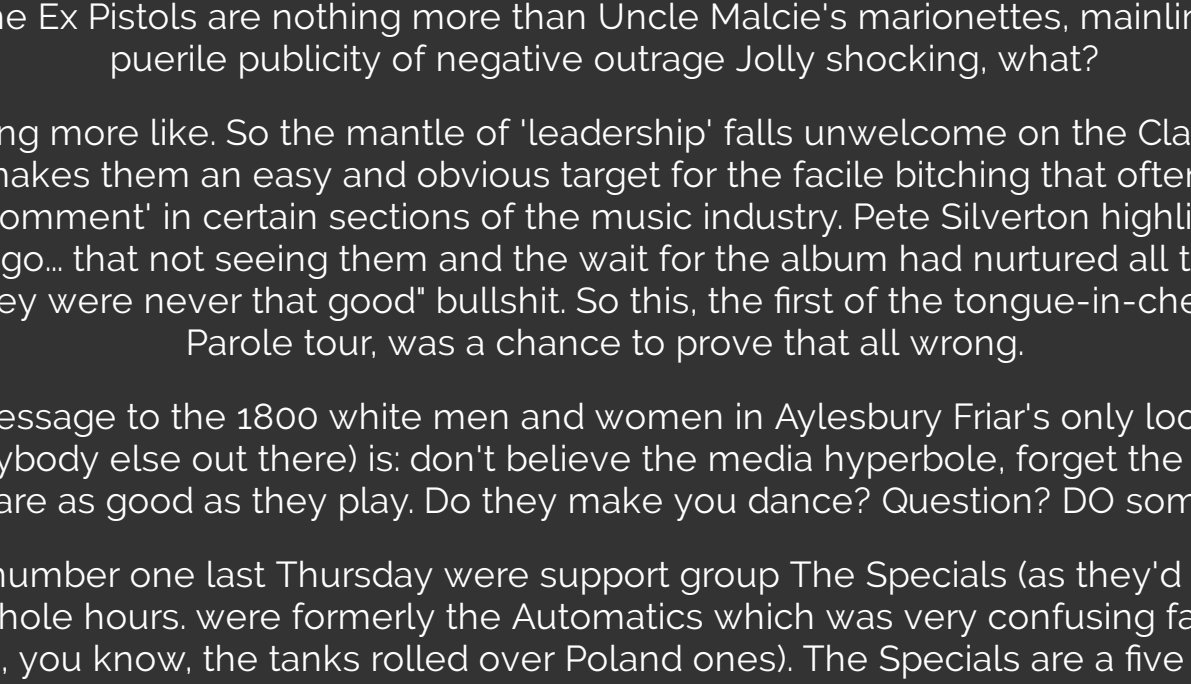 ne Ex Pistols are nothing more than Uncle Malcie's marionettes, mainlin
puerile publicity of negative outrage Jolly shocking, what?
ng more like. So the mantle of 'leadership' falls unwelcome on the Cla
nakes them an easy and obvious target for the facile bitching that often
omment' in certain sections of the music industry. Pete Silverton highli
go... that not seeing them and the wait for the album had nurtured all t
ey were never that good" bullshit. So this, the first of the tongue-in-che
Parole tour, was a chance to prove that all wrong.
essage to the 1800 white men and women in Aylesbury Friar's only loc
ybody else out there) is: don't believe the media hyperbole, forget the
are as good as they play. Do they make you dance? Question? DO som
number one last Thursday were support group The Specials (as they'd
hole hours. were formerly the Automatics which was very confusing fa
, you know, the tanks rolled over Poland ones). The Specials are a five